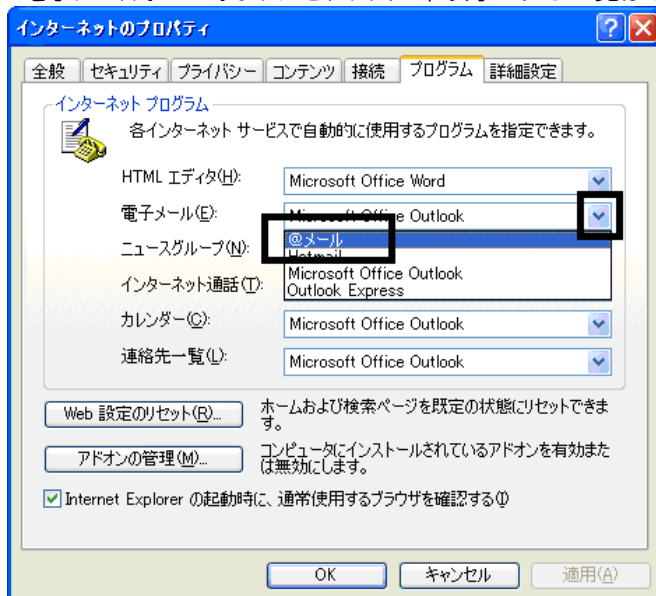 インターネットのプロパティ
全般 セキュリティ プライバシー コンテンツ 接続 プログラム 詳細設定
インターネット プログラム
各インターネット サービスで自動的に使用するプログラムを指定できます。
HTML エディタ(H): Microsoft Office Word
電子メール(E): Microsoft Office Outlook
@メール
Hotmail
ニュースグループ(N):
Microsoft Office Outlook
インターネット通話(T):
Outlook Express
カレンダー(C): Microsoft Office Outlook
連絡先一覧(L): Microsoft Office Outlook
Web 設定のリセット(R)... ホームおよび検索ページを既定の状態にリセットできま
す。
アドオンの管理(M)... コンピュータにインストールされているアドオンを有効また
は無効にします。
Internet Explorer の起動時に、通常使用するブラウザを確認する(I)
OK キャンセル 適用(A)